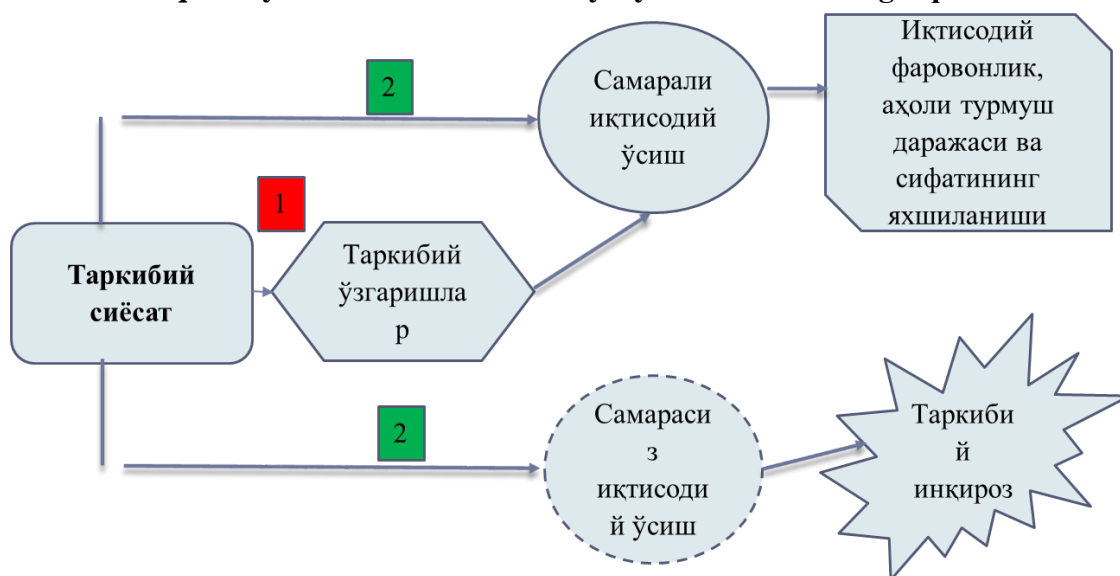 2
Самарали
иқтисодий
ўсиш
Иқтисодий
фаровонлик,
аҳоли турмуш
даражаси ва
сифатининг
яхшиланиши
1
Таркибий
сиёсат
Таркибий
ўзгаришла
р
2
Самараси
з
иқтисоди
й ўсиш
Таркиби
й
инқироз